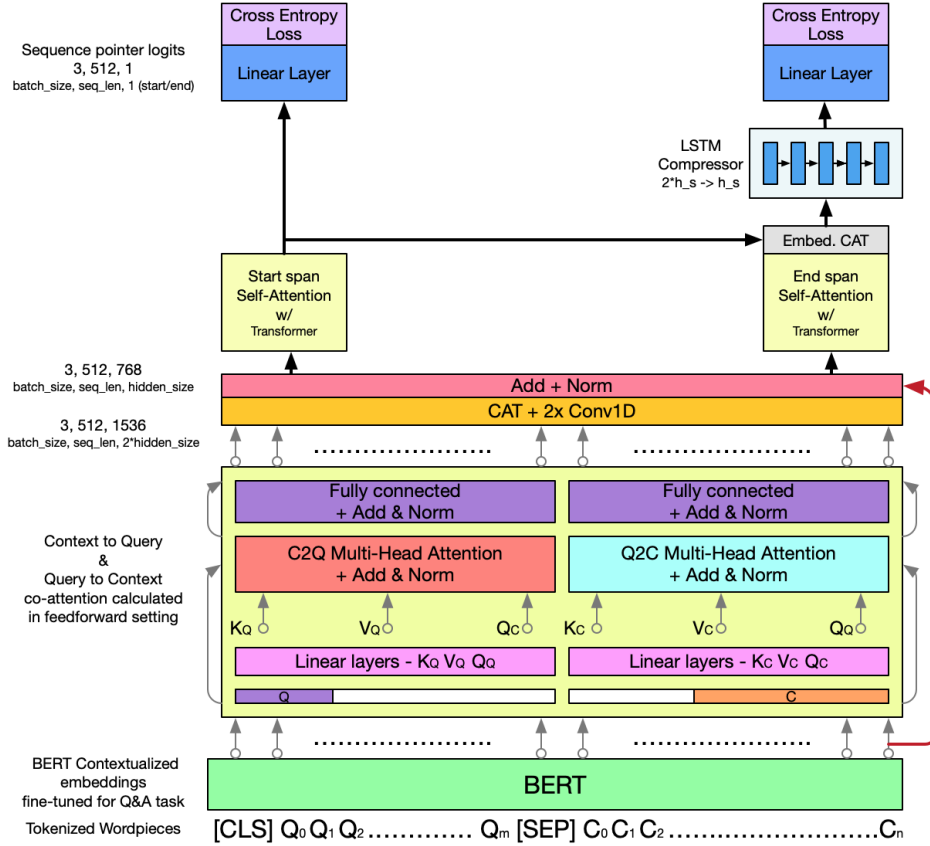 Cross Entropy
Loss
Cross Entropy
Loss
Sequence pointer logits
3, 512, 1
batch_size, seq_len, 1 (start/end)
Linear Layer
Linear Layer
LSTM
Compressor
2*h_s -> h_s
Embed. CAT
Start span
Self-Attention
w/
Transformer
End span
Self-Attention
w/
Transformer
3, 512, 768
batch_size, seq_len, hidden_size
Add + Norm
CAT + 2x Conv1D
3, 512, 1536
batch_size, seq_len, 2*hidden_size
Fully connected
+ Add & Norm
Fully connected
+ Add & Norm
Context to Query
&
Query to Context
co-attention calculated
in feedforward setting
C2Q Multi-Head Attention
+ Add & Norm
Q2C Multi-Head Attention
+ Add & Norm
KQ VQ QC
KC VC QQ
Linear layers - KQ VQ QQ
Linear layers - KC VC QC
Q
C
BERT Contextualized
embeddings
fine-tuned for Q&A task
BERT
Tokenized Wordpieces
[CLS] Q0 Q1 Q2 .............. Qm [SEP] C0 C1 C2 ........................... Cn